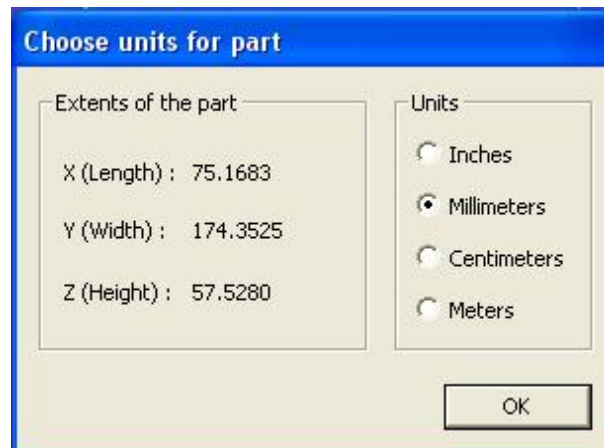 Choose units for part
Extents of the part
X (Length) : 75.1683
Y (Width) : 174.3525
Z (Height) : 57.5280
Units
Inches
Millimeters
Centimeters
Meters
OK